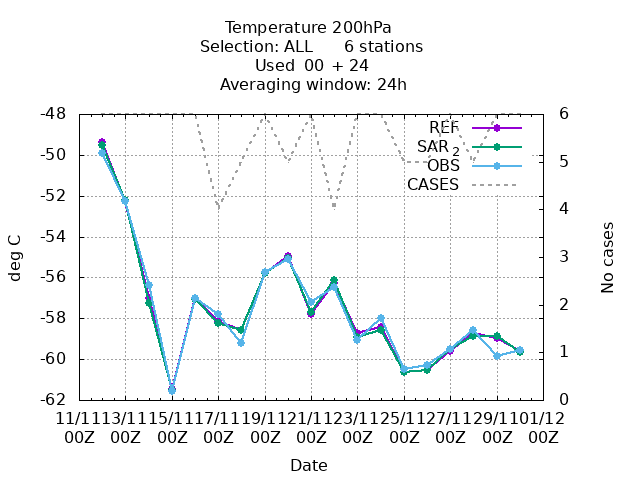 Temperature 200hPa
Selection: ALL 6 stations
Used 00 + 24
Averaging window: 24h
-48
-50
-52
-54
-56
-58
-60
-62
6
5
4
3
2
1
0
REF
SAR 2
OBS
CASES
deg C
No cases
11/11 13/11 15/11 17/11 19/11 21/11 23/11 25/11 27/11 29/11 01/12
00Z 00Z 00Z 00Z 00Z 00Z 00Z 00Z 00Z 00Z 00Z
Date